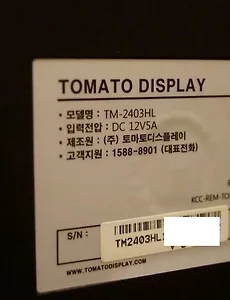 TOMATO DISPLAY
· 모델명 : TM-2403HL
· 입력전압 : DC 12V5A
· 제조원 : (주) 토마토디스플레이
· 고객지원 : 1588-8901 (대표전화)
KCC-REM-TO
S/N :
TM2403HL
WWW.TOMATODISPLAY.COM